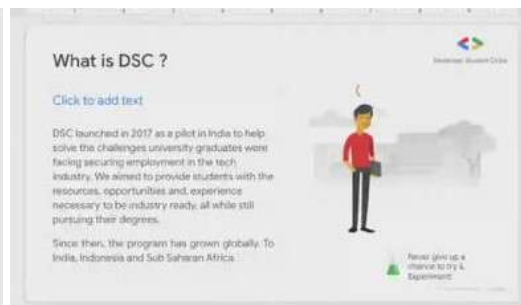 What is DSC ?
Developer Student Clubs
Click to add text
DSC launched in 2017 as a pilot in India to help
solve the challenges university graduates were
facing securing employment in the tech
industry. We aimed to provide students with the
resources, opportunities and, experience
necessary to be industry ready, all while still
pursuing their degrees.
Since then, the program has grown globally. To
India, Indonesia and Sub Saharan Africa.
Never give up a
chance to try &
Experiment!